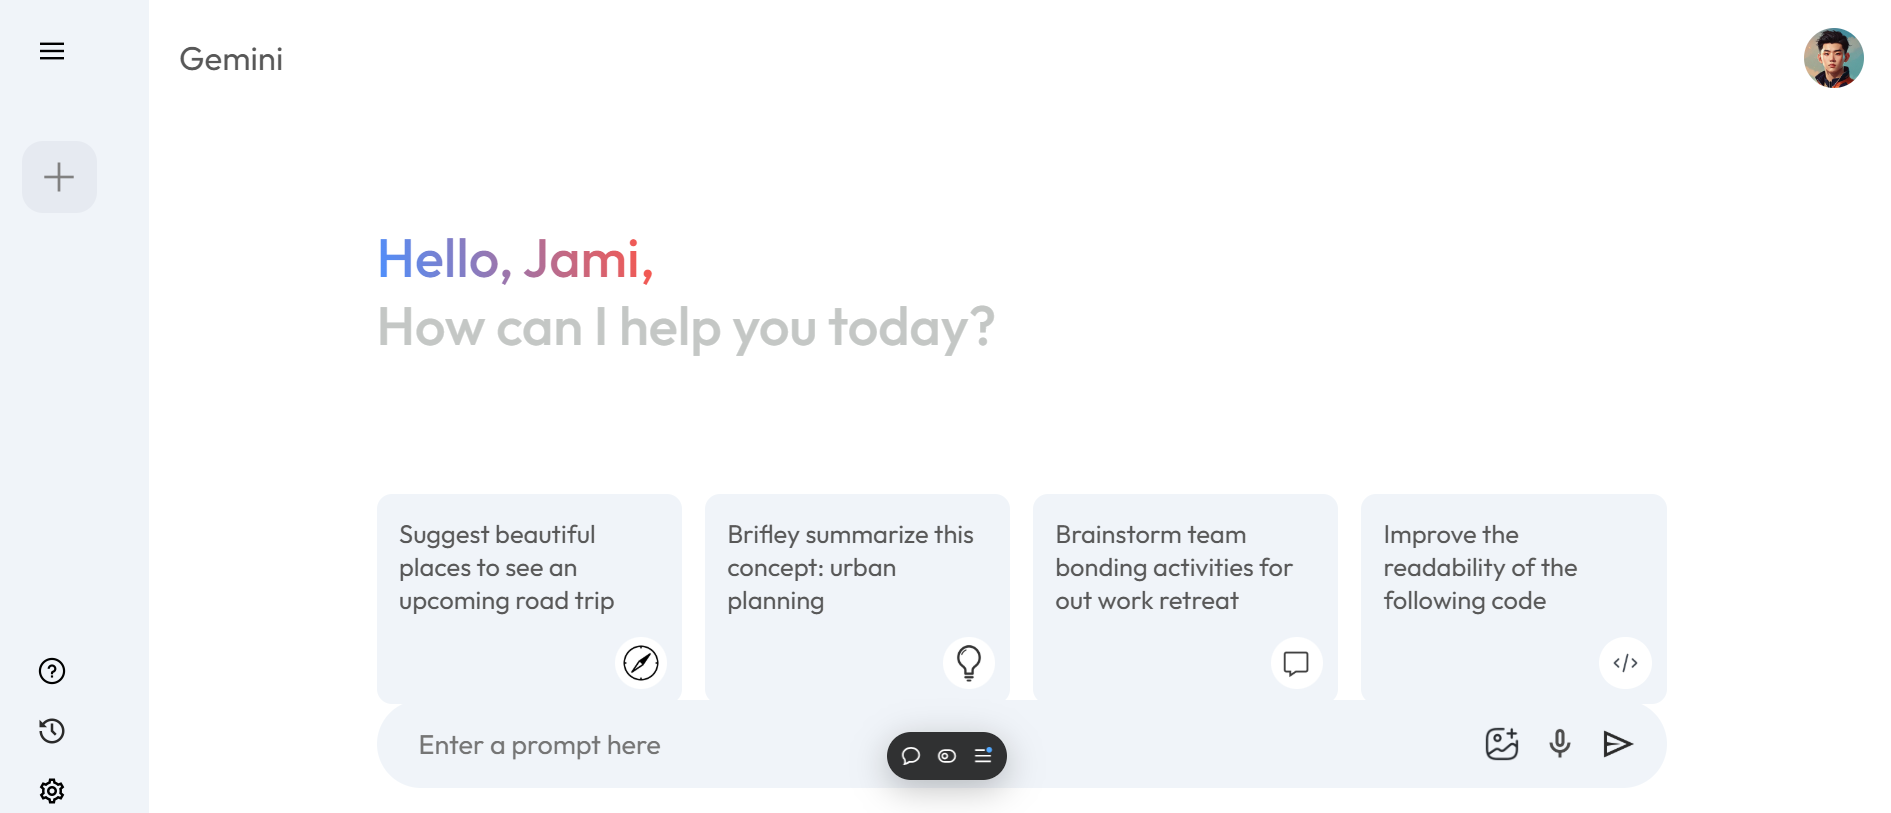 Gemini
Hello, Jami,
How can I help you today?
Suggest beautiful
places to see an
upcoming road trip
Brifley summarize this
concept: urban
planning
Brainstorm team
bonding activities for
out work retreat
Improve the
readability of the
following code
Enter a prompt here